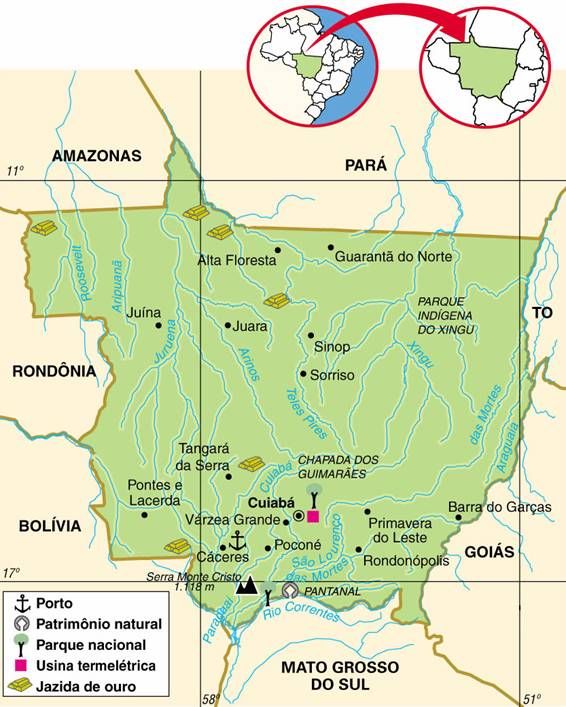 AMAZONAS
PARÁ
11º
Alta Floresta
Guarantã do Norte
Roosevelt
Aripuanã
PARQUE
INDÍGENA
DO XINGU
Juína
Juara
Juruena
Arinos
Sinop
Xingu
TO
RONDÔNIA
Sorriso
Teles Pires
das Mortes
Araguaia
Tangará
da Serra
CHAPADA DOS
GUIMARÃES
Cuiabá
Pontes e
Lacerda
Cuiabá
Várzea Grande
Primavera
do Leste
Barra do Garças
BOLÍVIA
São Lourenço
Cáceres
Poconé
Rondonópolis
GOIÁS
das Mortes
17º
Serra Monte Cristo
1.118 m
PANTANAL
Paraguai
Rio Correntes
Porto
Patrimônio natural
Parque nacional
Usina termelétrica
Jazida de ouro
MATO GROSSO
DO SUL
58º
51º